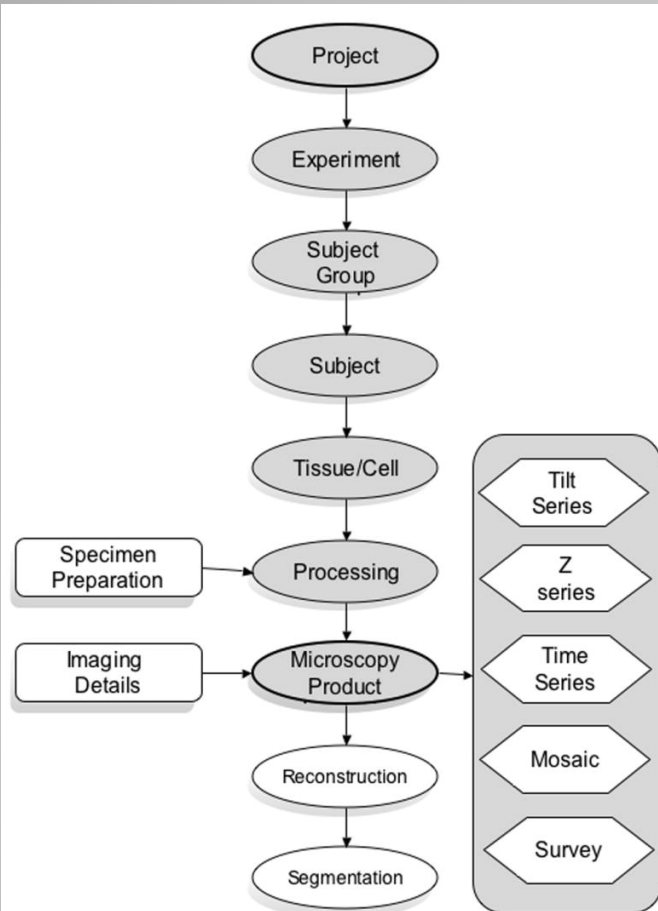 Project
Experiment
Subject
Group
Subject
Tissue/Cell
Specimen
Preparation
Processing
Imaging
Details
Microscopy
Product
Reconstruction
Segmentation
Tilt
Series
Z
series
Time
Series
Mosaic
Survey